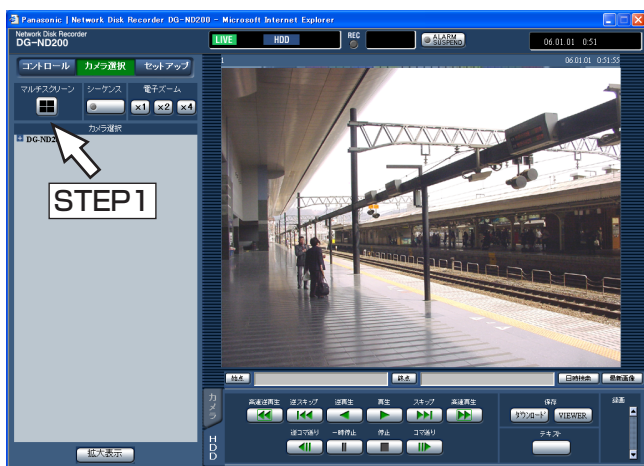 Panasonic | Network Disk Recorder DG-ND200 - Microsoft Internet Explorer
Network Disk Recorder
DG-ND200
LIVE HDD REC ALARM SUSPEND 06.01.01 0:51
コントロール カメラ選択 セットアップ
1 06.01.01 0:51:55
マルチスクリーン シーケンス 電子ズーム
x1 x2 x4
カメラ選択
STEP1
始点 終点 日時検索 最新画像
カメラ
高速逆再生 逆スキップ 逆再生 再生 スキップ 高速再生 保存 録画
ダウンロード VIEWER
逆コマ送り 一時停止 停止 コマ送り テキスト
HDD
拡大表示